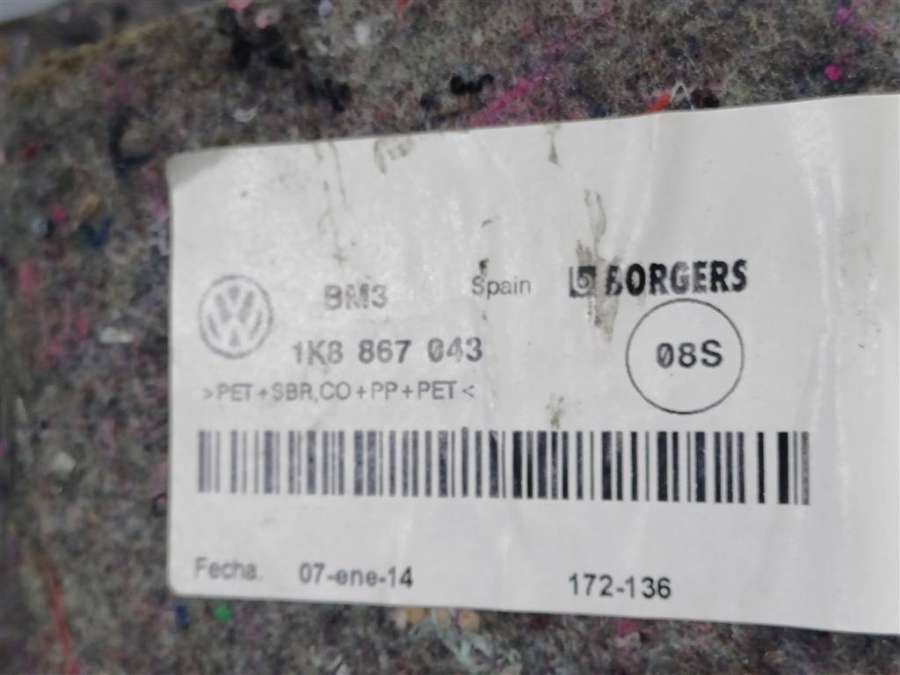 BM3 Spain BORGERS
1K8 867 043 08S
>PET+SBR,CO+PP+PET<
Fecha. 07-ene-14 172-136